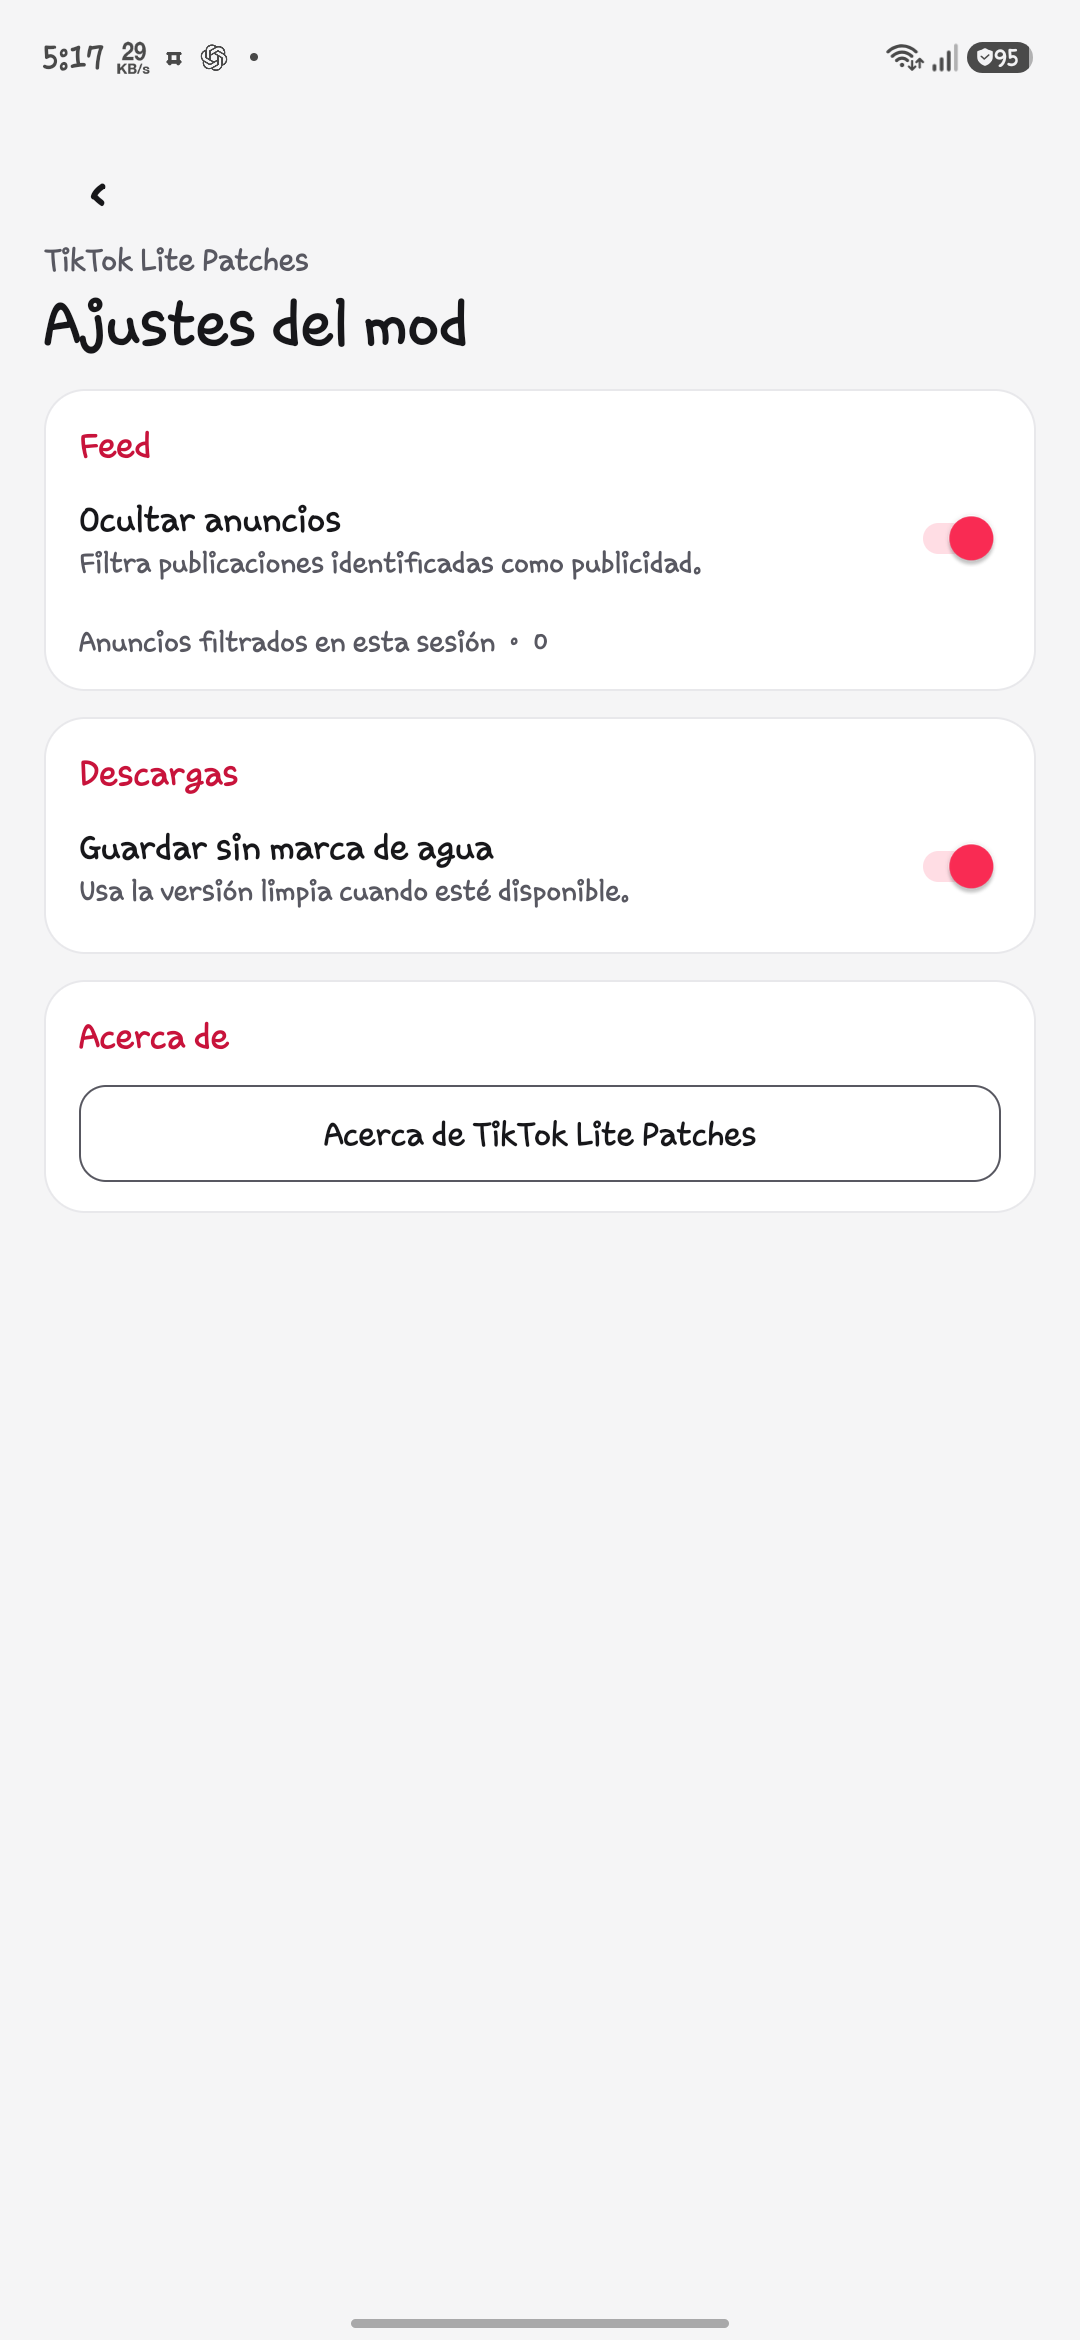 5:17 29 KB/s 95
TikTok Lite Patches
Ajustes del mod
Feed
Ocultar anuncios
Filtra publicaciones identificadas como publicidad.
Anuncios filtrados en esta sesión • 0
Descargas
Guardar sin marca de agua
Usa la versión limpia cuando esté disponible.
Acerca de
Acerca de TikTok Lite Patches